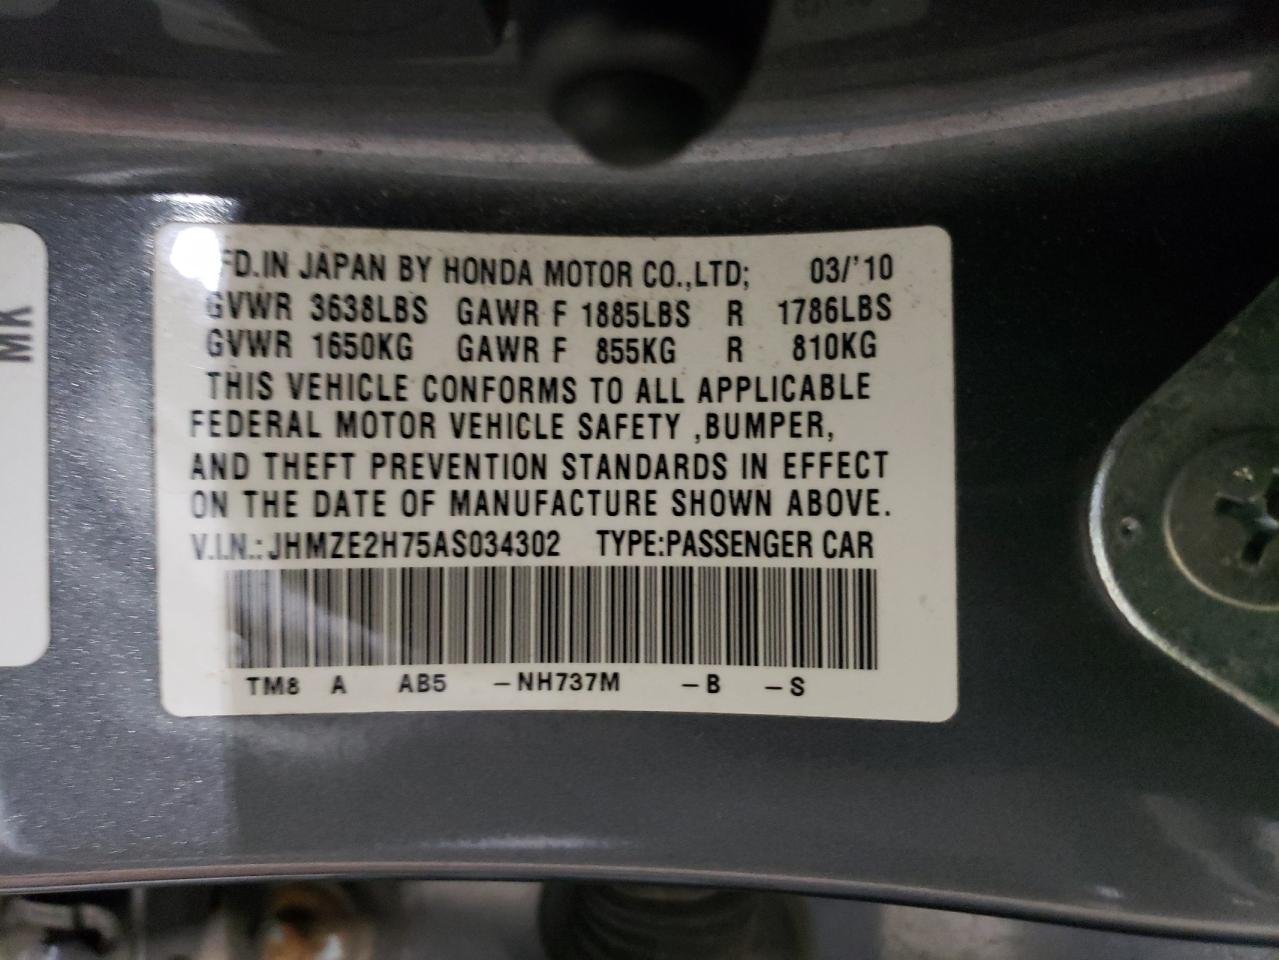 FD.IN JAPAN BY HONDA MOTOR CO.,LTD; 03/'10
GVWR 3638LBS GAWR F 1885LBS R 1786LBS
GVWR 1650KG GAWR F 855KG R 810KG
THIS VEHICLE CONFORMS TO ALL APPLICABLE
FEDERAL MOTOR VEHICLE SAFETY ,BUMPER,
AND THEFT PREVENTION STANDARDS IN EFFECT
ON THE DATE OF MANUFACTURE SHOWN ABOVE.
V.I.N.:JHMZE2H75AS034302 TYPE:PASSENGER CAR
TM8 A AB5 -NH737M -B -S
MK